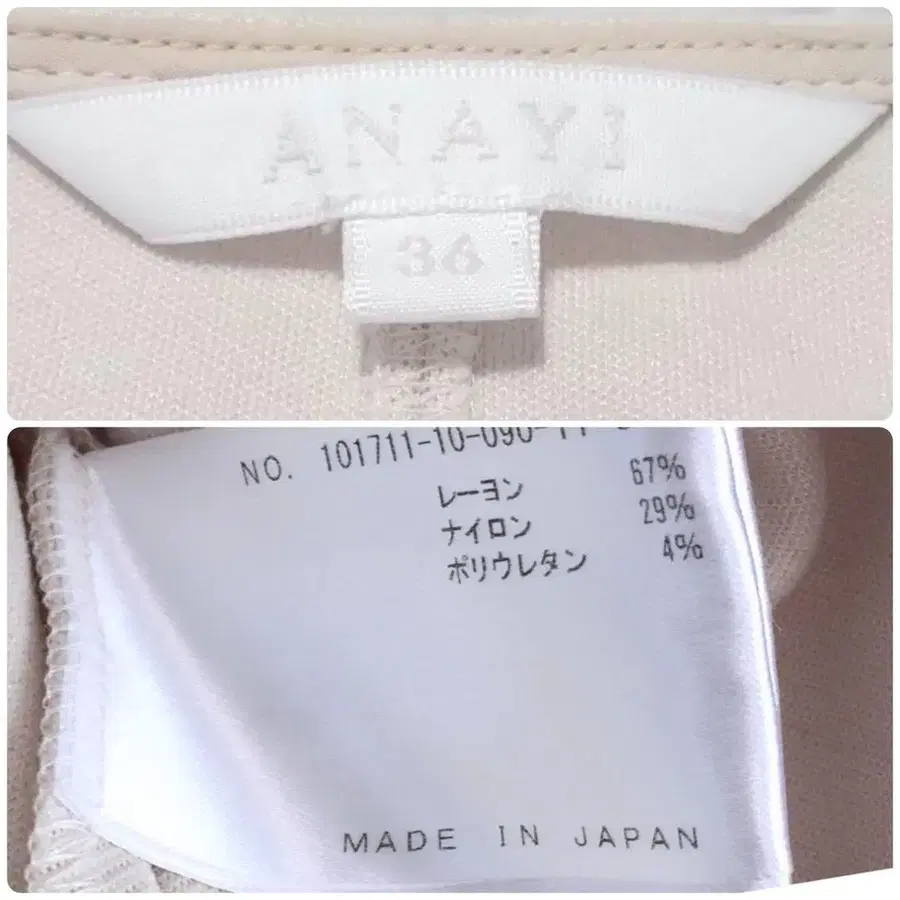 ANAYI
36
NO. 101711-10-090-11
レーヨン 67%
ナイロン 29%
ポリウレタン 4%
MADE IN JAPAN